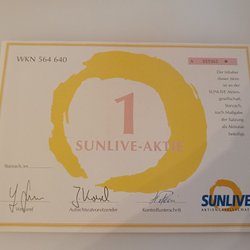 WKN 564 640
Der Inhaber
dieser Aktie
ist an der
SUNLIVE Aktien-
gesellschaft
nach Maßgabe
der Satzung
als Aktionär
beteiligt.
1
SUNLIVE-AKTIE
Vorstand
Aufsichtsratsvorsitzender
Kontrollunterschrift
SUNLIVE
AKTIENGESELLSCHAFT